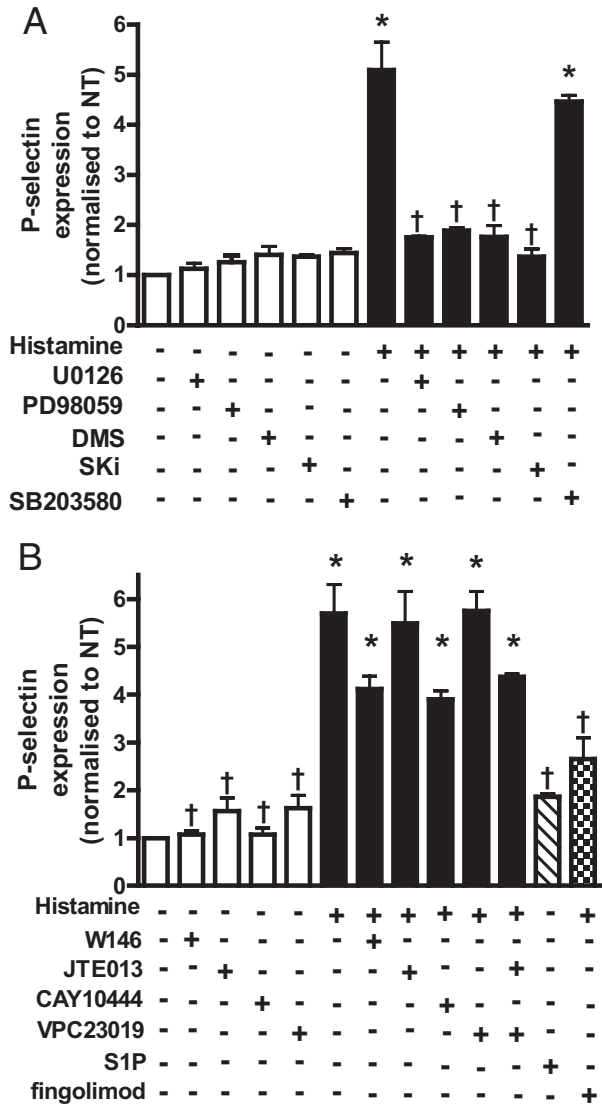 A
P-selectin
expression
(normalised to NT)
6
5
4
3
2
1
0
* † † † † *
Histamine - - - - - - + + + + + +
U0126 - + - - - - - + - - - -
PD98059 - - + - - - - - + - - -
DMS - - - + - - - - - + - -
SKi - - - - + - - - - - + -
SB203580 - - - - - + - - - - - +
B
P-selectin
expression
(normalised to NT)
6
5
4
3
2
1
0
† † † † * * * * * * † †
Histamine - - - - - + + + + + + - +
W146 - + - - - - + - - - - - -
JTE013 - - + - - - - + - - + - -
CAY10444 - - - + - - - - + - - - -
VPC23019 - - - - + - - - - + + - -
S1P - - - - - - - - - - - + -
fingolimod - - - - - - - - - - - - +